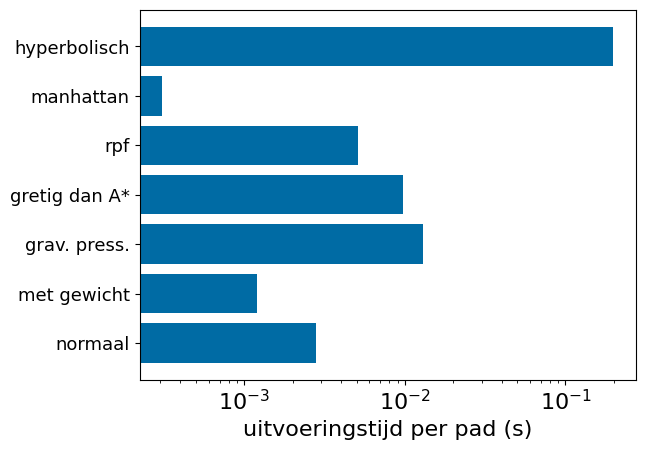 hyperbolisch
manhattan
rpf
gretig dan A*
grav. press.
met gewicht
normaal
10⁻³ 10⁻² 10⁻¹
uitvoeringstijd per pad (s)